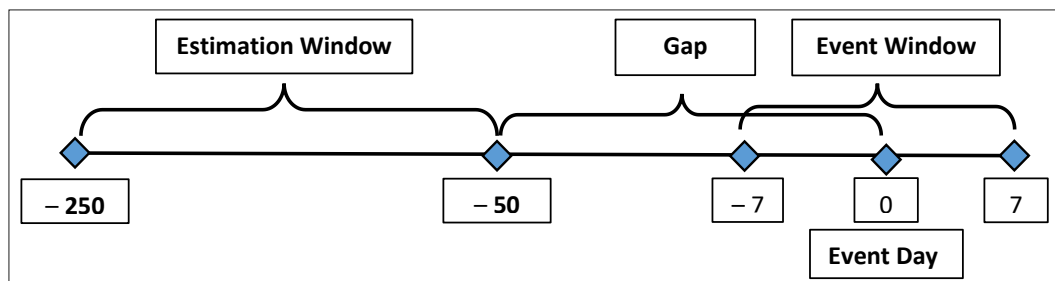 Estimation Window
Gap
Event Window
– 250
– 50
– 7
0
7
Event Day